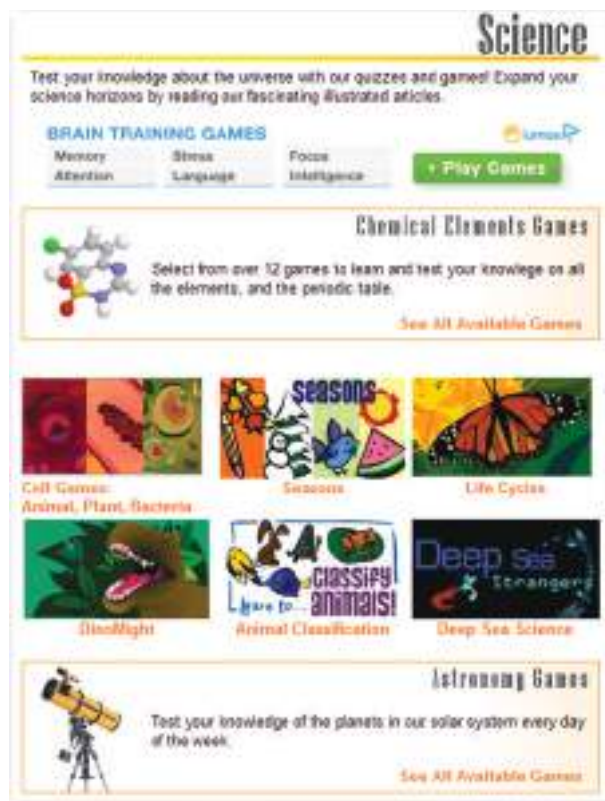 Science
Test your knowledge about the universe with our quizzes and games! Expand your
science horizons by reading our fascinating illustrated articles.
BRAIN TRAINING GAMES
Memory Stress Focus
Attention Language Intelligence
Play Games
Chemical Elements Games
Select from over 12 games to learn and test your knowlege on all
the elements, and the periodic table.
See All Available Games
SEASONS
Cell Games:
Animal, Plant, Bacteria
Seasons
Life Cycles
learn to... CLASSIFY
animals!
Deep Sea
Strangers
DinoMight
Animal Classification
Deep Sea Science
Astronomy Games
Test your knowledge of the planets in our solar system every day
of the week.
See All Available Games